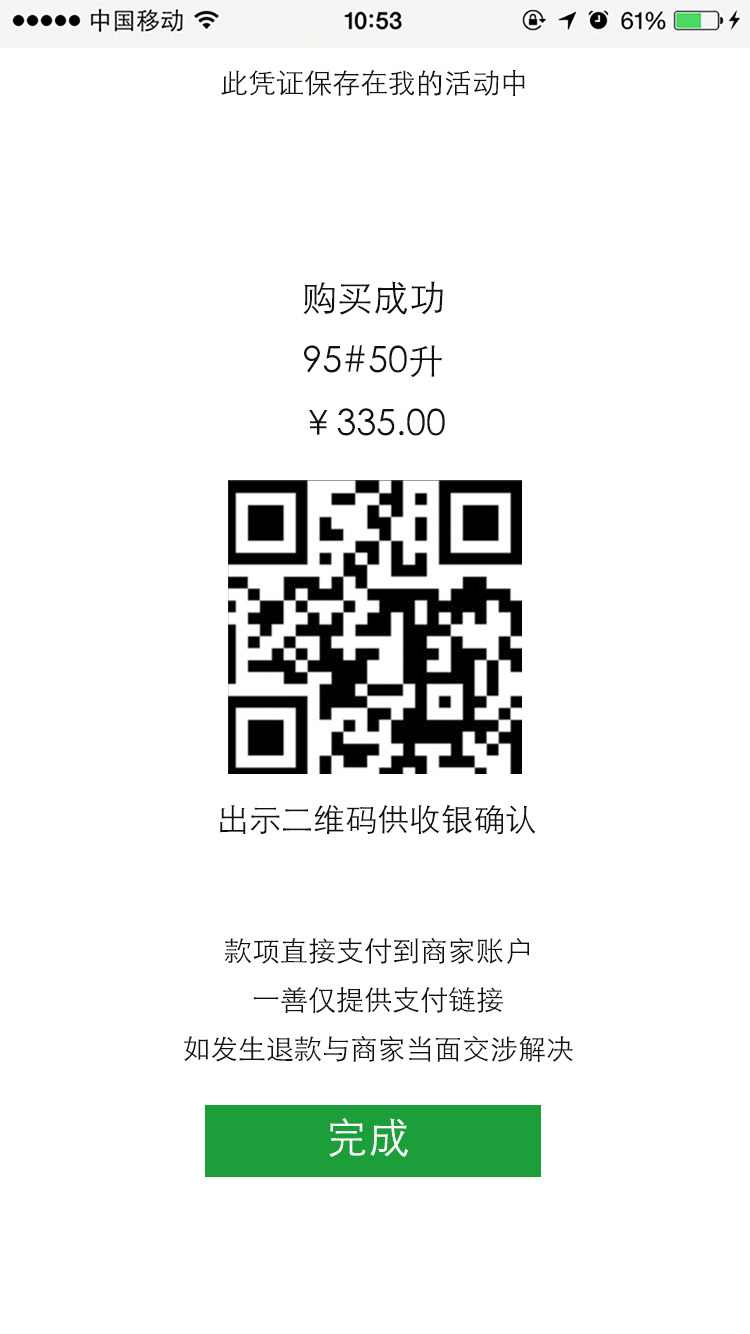 中国移动 10:53 61%
此凭证保存在我的活动中
购买成功
95#50升
￥335.00
出示二维码供收银确认
款项直接支付到商家账户
一善仅提供支付链接
如发生退款与商家当面交涉解决
完成